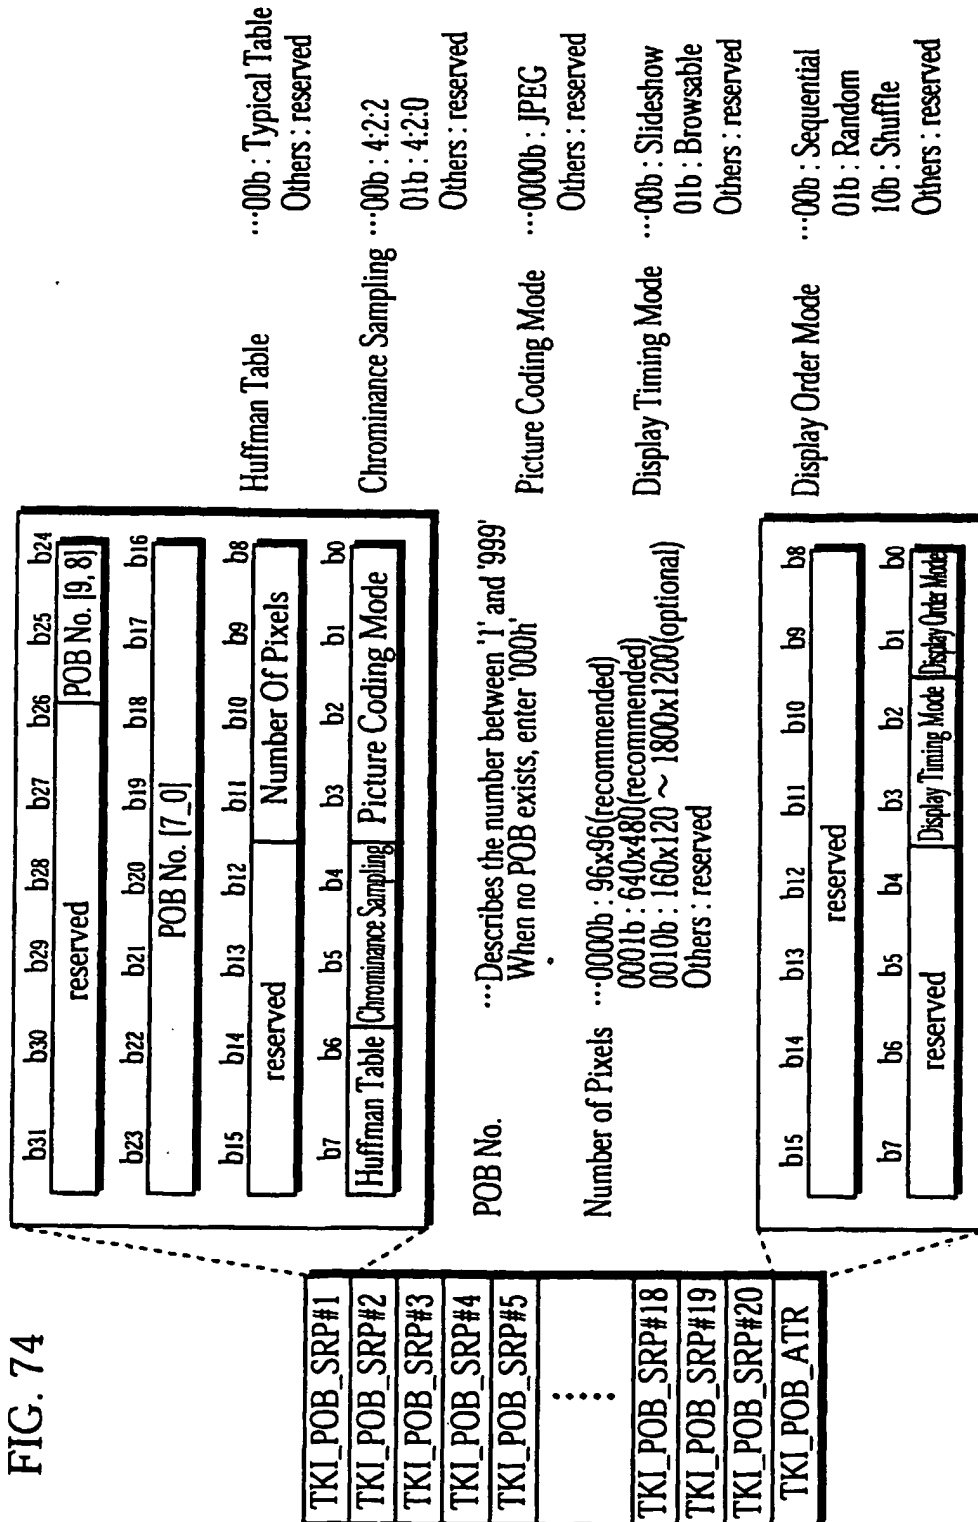 FIG. 74
TKI_POB_SRP#1
TKI_POB_SRP#2
TKI_POB_SRP#3
TKI_POB_SRP#4
TKI_POB_SRP#5
⋯⋯
TKI_POB_SRP#18
TKI_POB_SRP#19
TKI_POB_SRP#20
TKI_POB_ATR
b31 b30 b29 b28 b27 b26 b25 b24
reserved POB No. [9, 8]
b23 b22 b21 b20 b19 b18 b17 b16
POB No. [7_0]
b15 b14 b13 b12 b11 b10 b9 b8
reserved Number Of Pixels
b7 b6 b5 b4 b3 b2 b1 b0
Huffman Table Chrominance Sampling Picture Coding Mode
POB No. ⋯Describes the number between '1' and '999'
When no POB exists, enter '000h'
Number of Pixels ⋯0000b : 96x96(recommended)
0001b : 640x480(recommended)
0010b : 160x120 ~ 1800x1200(optional)
Others : reserved
b15 b14 b13 b12 b11 b10 b9 b8
reserved
b7 b6 b5 b4 b3 b2 b1 b0
reserved Display Timing Mode Display Order Mode
Huffman Table ⋯00b : Typical Table
Others : reserved
Chrominance Sampling ⋯00b : 4:2:2
01b : 4:2:0
Others : reserved
Picture Coding Mode ⋯0000b : JPEG
Others : reserved
Display Timing Mode ⋯00b : Slideshow
01b : Browsable
Others : reserved
Display Order Mode ⋯00b : Sequential
01b : Random
10b : Shuffle
Others : reserved